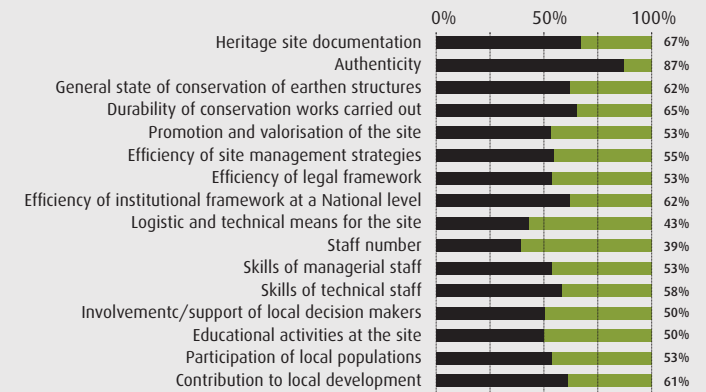 0% 50% 100%
Heritage site documentation 67%
Authenticity 87%
General state of conservation of earthen structures 62%
Durability of conservation works carried out 65%
Promotion and valorisation of the site 53%
Efficiency of site management strategies 55%
Efficiency of legal framework 53%
Efficiency of institutional framework at a National level 62%
Logistic and technical means for the site 43%
Staff number 39%
Skills of managerial staff 53%
Skills of technical staff 58%
Involvementc/support of local decision makers 50%
Educational activities at the site 50%
Participation of local populations 53%
Contribution to local development 61%